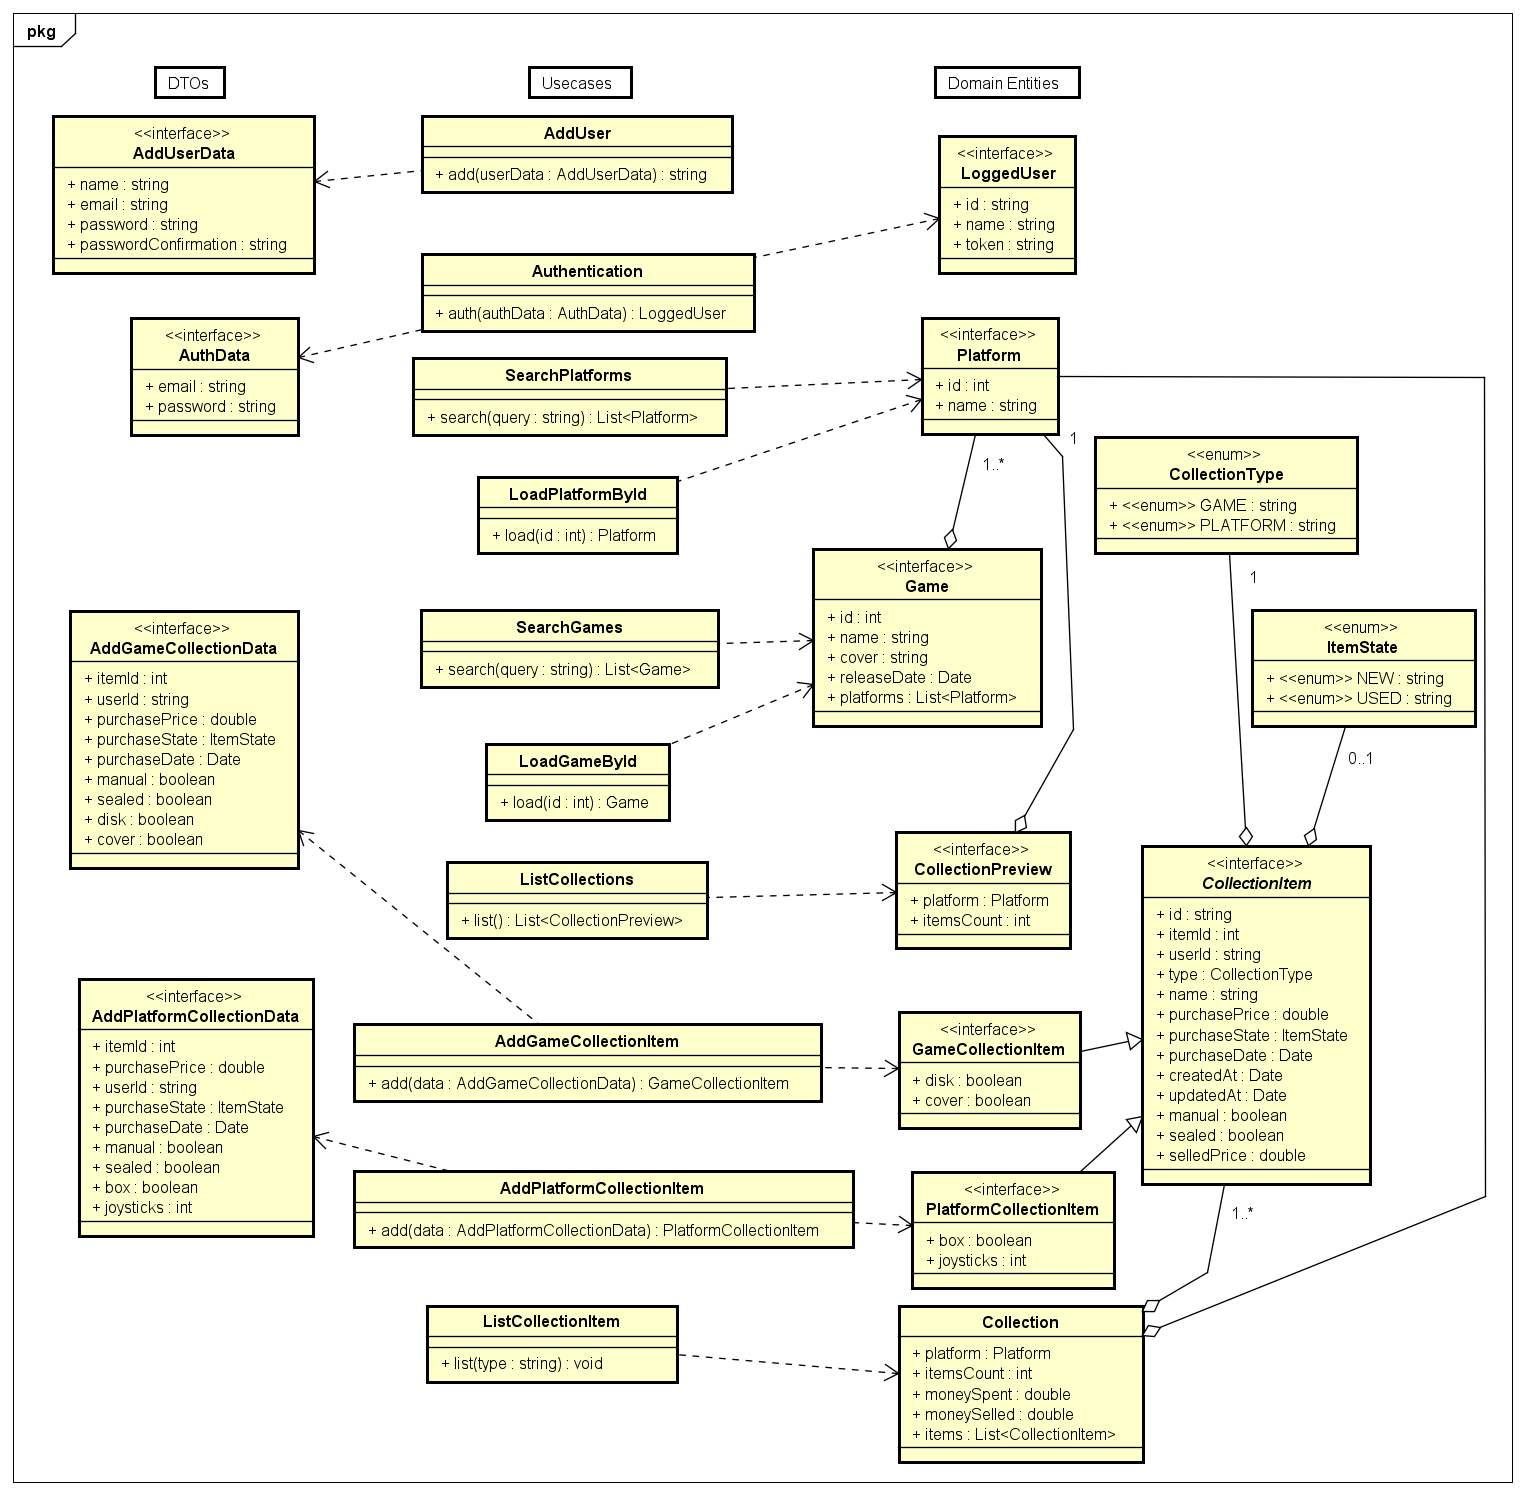 pkg
DTOs
Usecases
Domain Entities
<<interface>>
AddUserData
+ name : string
+ email : string
+ password : string
+ passwordConfirmation : string
AddUser
+ add(userData : AddUserData) : string
<<interface>>
LoggedUser
+ id : string
+ name : string
+ token : string
Authentication
+ auth(authData : AuthData) : LoggedUser
<<interface>>
AuthData
+ email : string
+ password : string
SearchPlatforms
+ search(query : string) : List<Platform>
<<interface>>
Platform
+ id : int
+ name : string
1
1..*
LoadPlatformById
+ load(id : int) : Platform
<<enum>>
CollectionType
+ <<enum>> GAME : string
+ <<enum>> PLATFORM : string
1
<<interface>>
Game
+ id : int
+ name : string
+ cover : string
+ releaseDate : Date
+ platforms : List<Platform>
<<enum>>
ItemState
+ <<enum>> NEW : string
+ <<enum>> USED : string
0..1
SearchGames
+ search(query : string) : List<Game>
<<interface>>
AddGameCollectionData
+ itemId : int
+ userId : string
+ purchasePrice : double
+ purchaseState : ItemState
+ purchaseDate : Date
+ manual : boolean
+ sealed : boolean
+ disk : boolean
+ cover : boolean
LoadGameById
+ load(id : int) : Game
ListCollections
+ list() : List<CollectionPreview>
<<interface>>
CollectionPreview
+ platform : Platform
+ itemsCount : int
<<interface>>
CollectionItem
+ id : string
+ itemId : int
+ userId : string
+ type : CollectionType
+ name : string
+ purchasePrice : double
+ purchaseState : ItemState
+ purchaseDate : Date
+ createdAt : Date
+ updatedAt : Date
+ manual : boolean
+ sealed : boolean
+ selledPrice : double
1..*
<<interface>>
AddPlatformCollectionData
+ itemId : int
+ purchasePrice : double
+ userId : string
+ purchaseState : ItemState
+ purchaseDate : Date
+ manual : boolean
+ sealed : boolean
+ box : boolean
+ joysticks : int
AddGameCollectionItem
+ add(data : AddGameCollectionData) : GameCollectionItem
<<interface>>
GameCollectionItem
+ disk : boolean
+ cover : boolean
AddPlatformCollectionItem
+ add(data : AddPlatformCollectionData) : PlatformCollectionItem
<<interface>>
PlatformCollectionItem
+ box : boolean
+ joysticks : int
ListCollectionItem
+ list(type : string) : void
Collection
+ platform : Platform
+ itemsCount : int
+ moneySpent : double
+ moneySelled : double
+ items : List<CollectionItem>